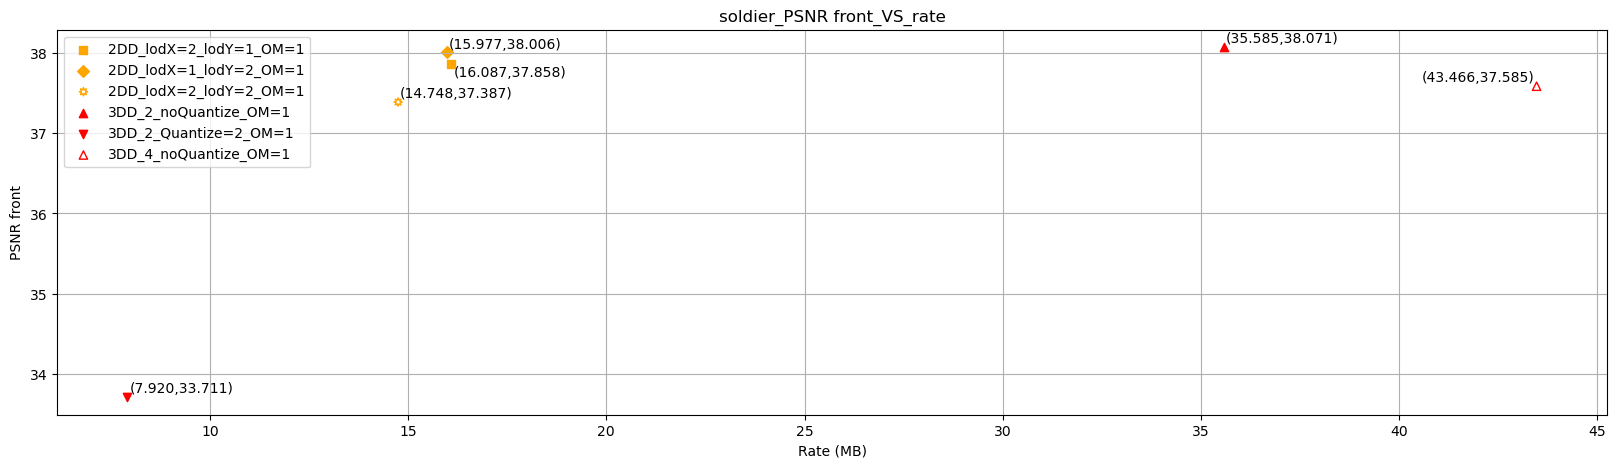 soldier_PSNR front_VS_rate
2DD_lodX=2_lodY=1_OM=1
2DD_lodX=1_lodY=2_OM=1
2DD_lodX=2_lodY=2_OM=1
3DD_2_noQuantize_OM=1
3DD_2_Quantize=2_OM=1
3DD_4_noQuantize_OM=1
(15.977,38.006)
(16.087,37.858)
(14.748,37.387)
(35.585,38.071)
(43.466,37.585)
(7.920,33.711)
PSNR front
38
37
36
35
34
10
15
20
25
30
35
40
45
Rate (MB)